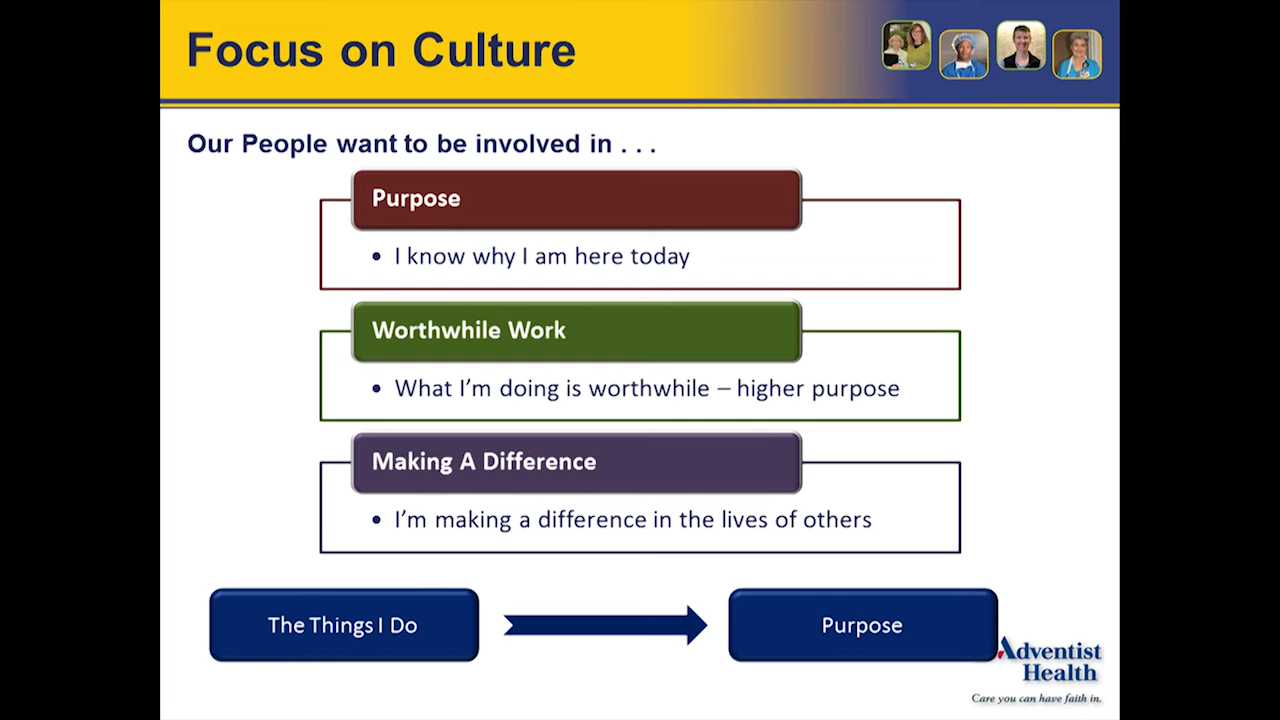 Focus on Culture
Our People want to be involved in . . .
Purpose
• I know why I am here today
Worthwhile Work
• What I'm doing is worthwhile – higher purpose
Making A Difference
• I'm making a difference in the lives of others
The Things I Do
Purpose
Adventist
Health
Care you can have faith in.